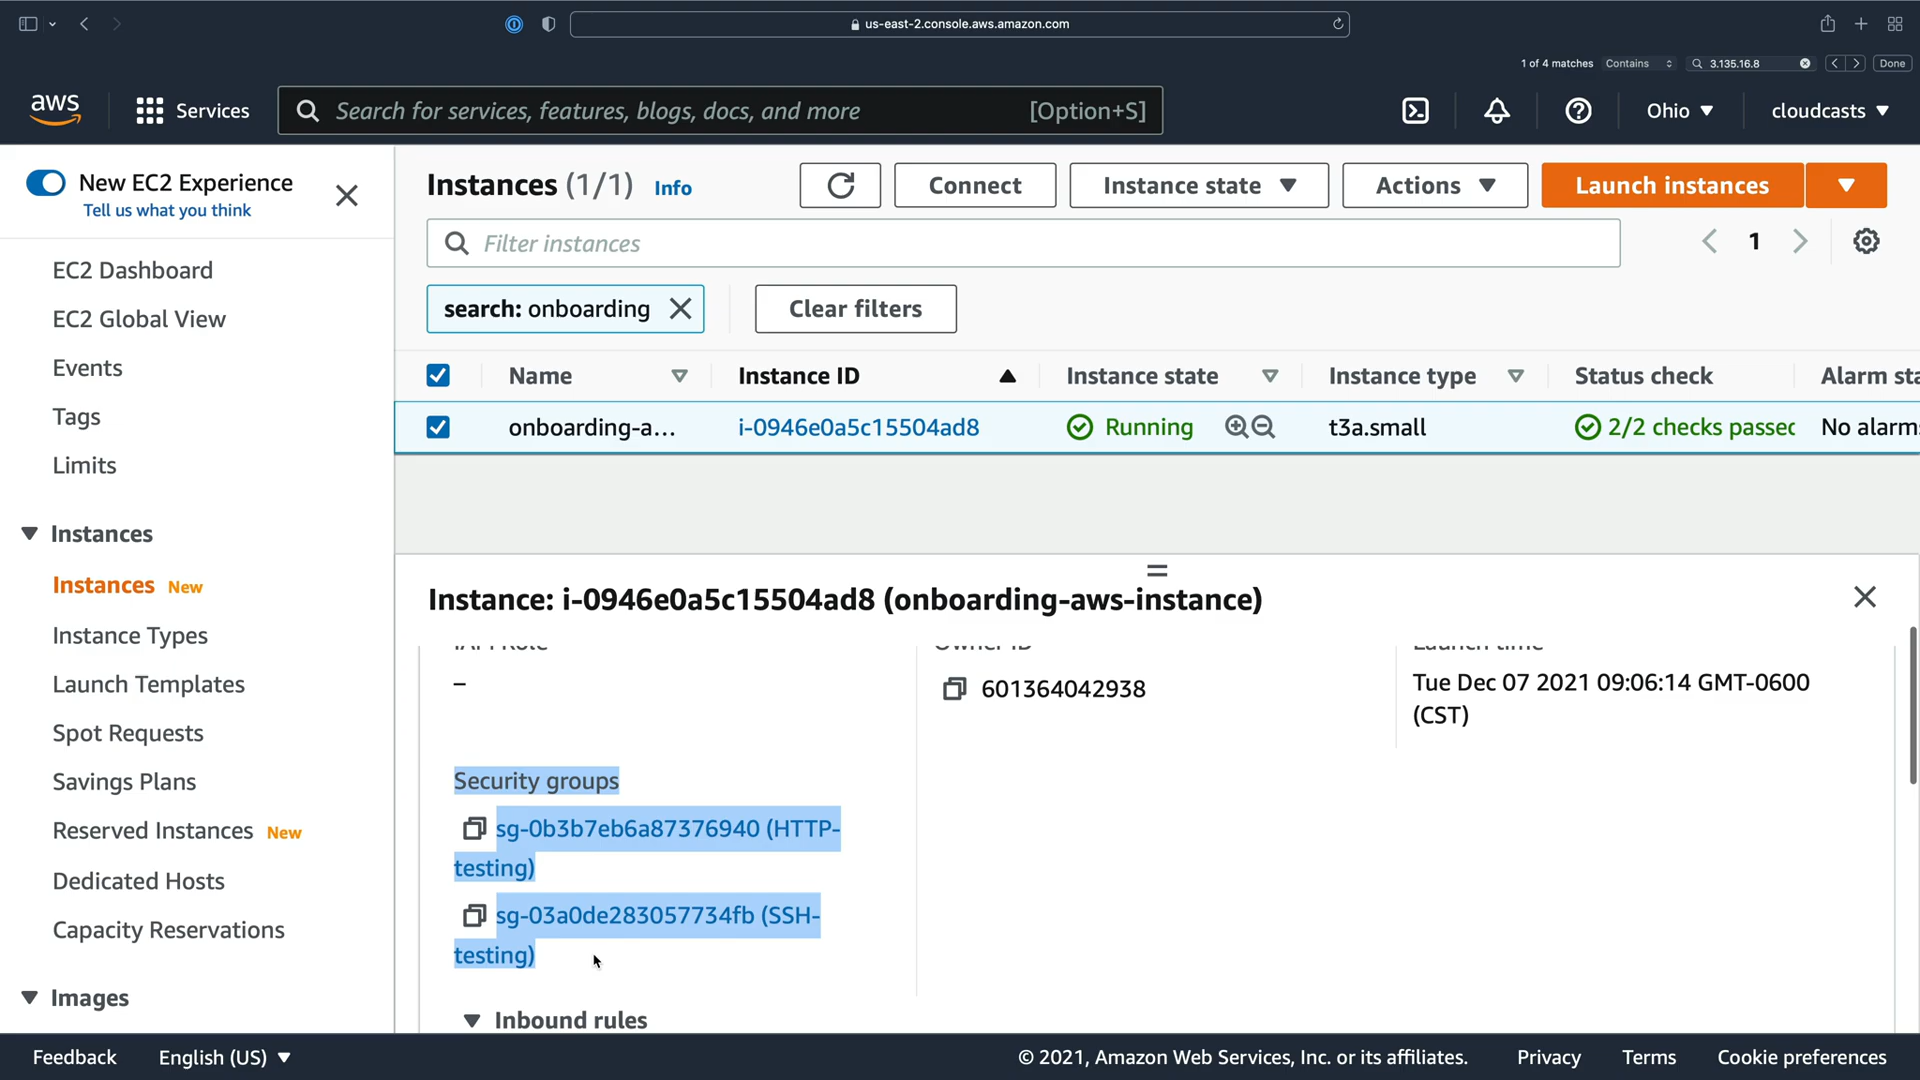 us-east-2.console.aws.amazon.com
1 of 4 matches Contains 3.135.16.8 Done
aws Services Search for services, features, blogs, docs, and more [Option+S] Ohio cloudcasts
New EC2 Experience
Tell us what you think
EC2 Dashboard
EC2 Global View
Events
Tags
Limits
Instances
Instances New
Instance Types
Launch Templates
Spot Requests
Savings Plans
Reserved Instances New
Dedicated Hosts
Capacity Reservations
Images
Instances (1/1) Info Connect Instance state Actions Launch instances
Filter instances 1
search: onboarding Clear filters
Name Instance ID Instance state Instance type Status check Alarm sta
onboarding-a... i-0946e0a5c15504ad8 Running t3a.small 2/2 checks passec No alarms
Instance: i-0946e0a5c15504ad8 (onboarding-aws-instance)
IAM Role Owner ID Launch time
– 601364042938 Tue Dec 07 2021 09:06:14 GMT-0600
(CST)
Security groups
sg-0b3b7eb6a87376940 (HTTP-
testing)
sg-03a0de283057734fb (SSH-
testing)
Inbound rules
Feedback English (US) © 2021, Amazon Web Services, Inc. or its affiliates. Privacy Terms Cookie preferences